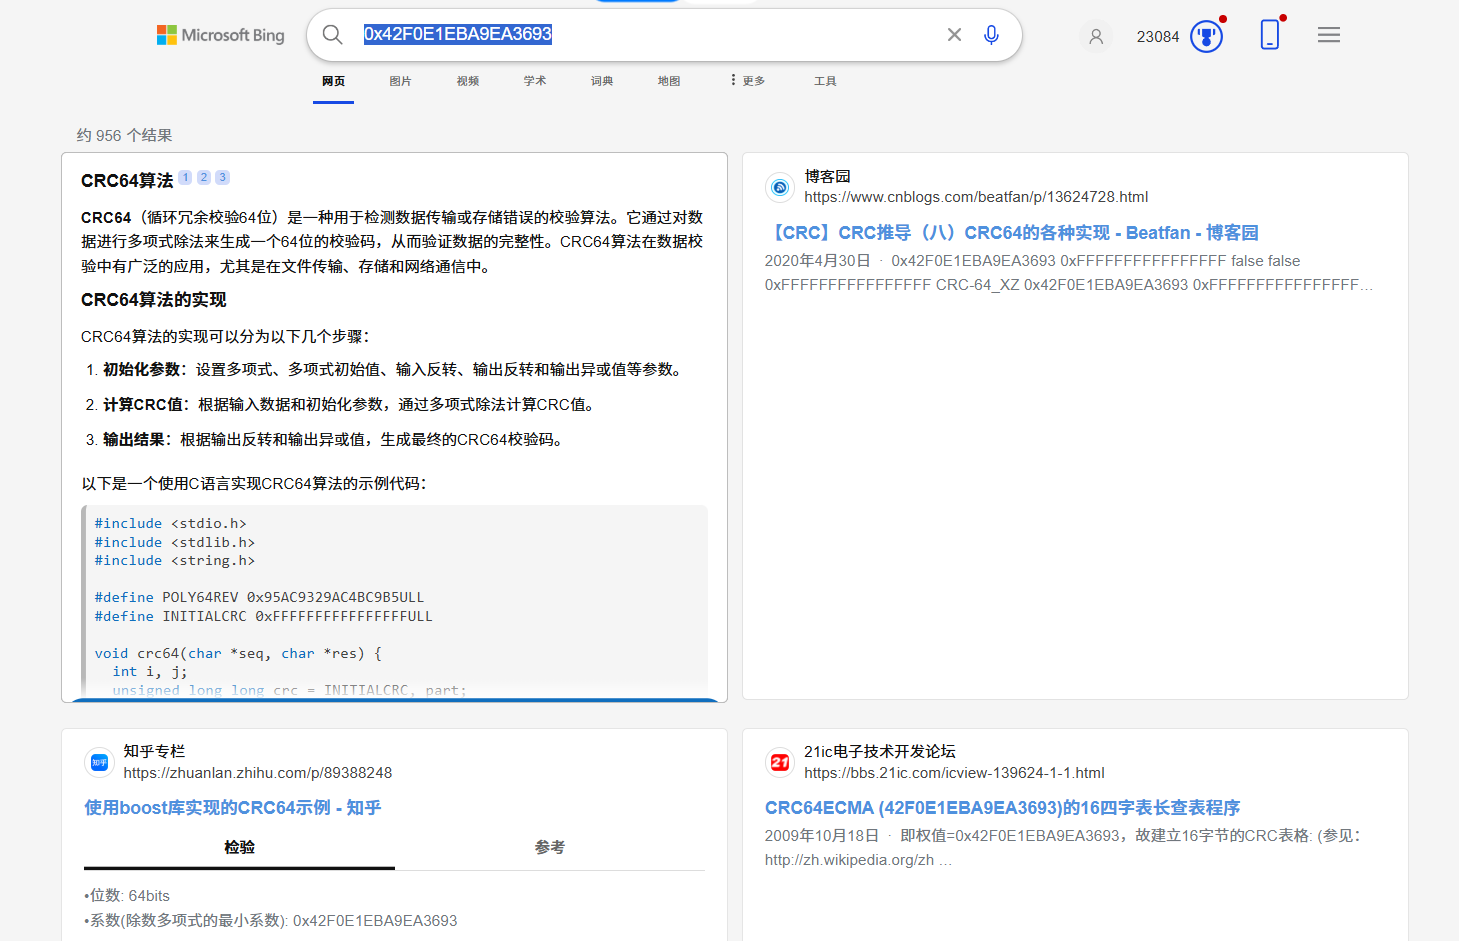 Microsoft Bing
0x42F0E1EBA9EA3693
23084
网页 图片 视频 学术 词典 地图 更多 工具
约 956 个结果
CRC64算法 1 2 3
CRC64（循环冗余校验64位）是一种用于检测数据传输或存储错误的校验算法。它通过对数
据进行多项式除法来生成一个64位的校验码，从而验证数据的完整性。CRC64算法在数据校
验中有广泛的应用，尤其是在文件传输、存储和网络通信中。
CRC64算法的实现
CRC64算法的实现可以分为以下几个步骤：
1. 初始化参数：设置多项式、多项式初始值、输入反转、输出反转和输出异或值等参数。
2. 计算CRC值：根据输入数据和初始化参数，通过多项式除法计算CRC值。
3. 输出结果：根据输出反转和输出异或值，生成最终的CRC64校验码。
以下是一个使用C语言实现CRC64算法的示例代码：
#include <stdio.h>
#include <stdlib.h>
#include <string.h>
#define POLY64REV 0x95AC9329AC4BC9B5ULL
#define INITIALCRC 0xFFFFFFFFFFFFFFFFULL
void crc64(char *seq, char *res) {
int i, j;
unsigned long long crc = INITIALCRC, part;
博客园
https://www.cnblogs.com/beatfan/p/13624728.html
【CRC】CRC推导（八）CRC64的各种实现 - Beatfan - 博客园
2020年4月30日 · 0x42F0E1EBA9EA3693 0xFFFFFFFFFFFFFFFF false false
0xFFFFFFFFFFFFFFFF CRC-64_XZ 0x42F0E1EBA9EA3693 0xFFFFFFFFFFFFFFFF…
知乎
知乎专栏
https://zhuanlan.zhihu.com/p/89388248
使用boost库实现的CRC64示例 - 知乎
检验 参考
•位数: 64bits
•系数(除数多项式的最小系数): 0x42F0E1EBA9EA3693
21
21ic电子技术开发论坛
https://bbs.21ic.com/icview-139624-1-1.html
CRC64ECMA (42F0E1EBA9EA3693)的16四字表长查表程序
2009年10月18日 · 即权值=0x42F0E1EBA9EA3693，故建立16字节的CRC表格: (参见：
http://zh.wikipedia.org/zh …